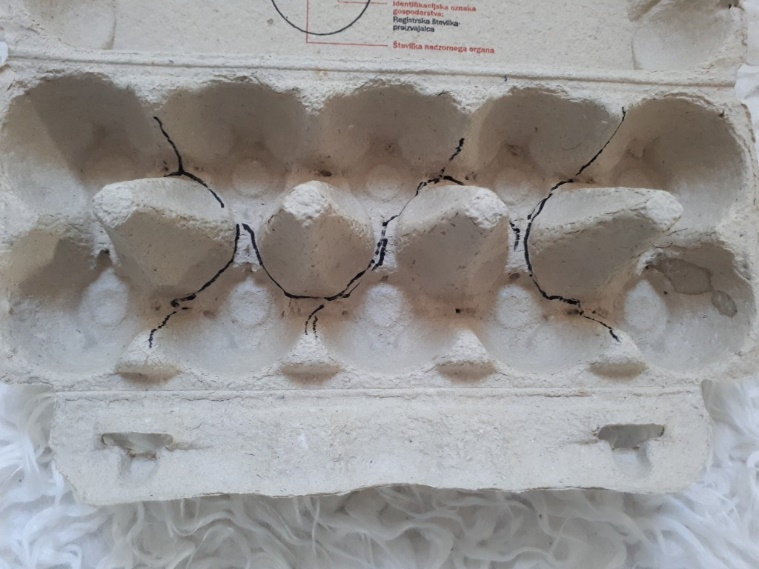 Identifikacijska oznaka
gospodarstva;
Registrska številka
proizvajalca
Številka nadzornega organa